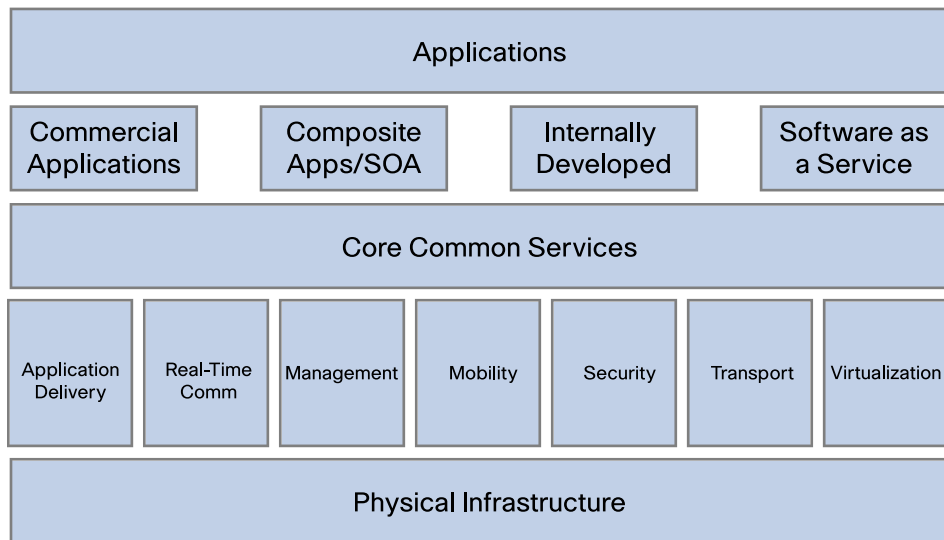 Applications
Commercial
Applications
Composite
Apps/SOA
Internally
Developed
Software as
a Service
Core Common Services
Application
Delivery
Real-Time
Comm
Management
Mobility
Security
Transport
Virtualization
Physical Infrastructure